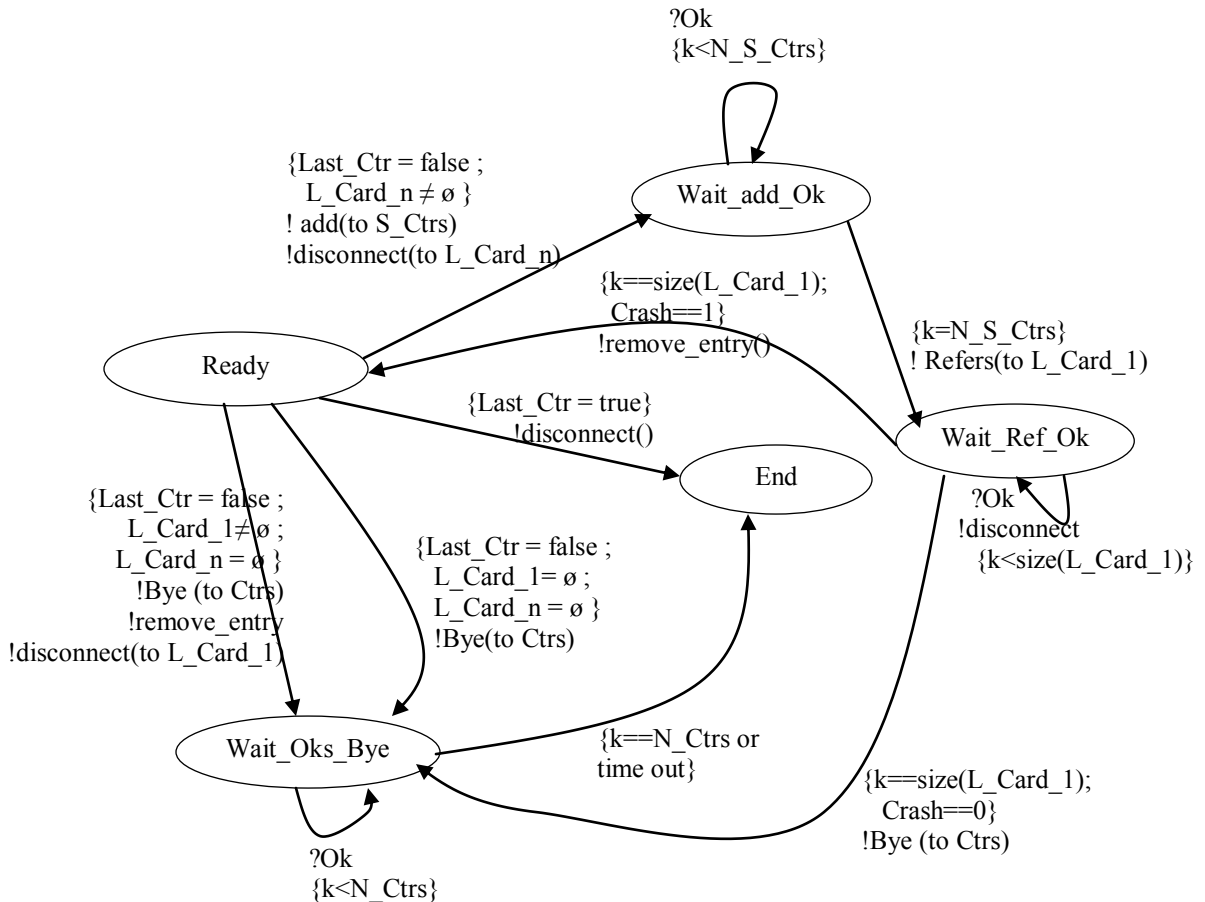 ?Ok
{k<N_S_Ctrs}
{Last_Ctr = false ;
L_Card_n ≠ ø }
! add(to S_Ctrs)
!disconnect(to L_Card_n)
Wait_add_Ok
{k==size(L_Card_1);
Crash==1}
!remove_entry()
{k=N_S_Ctrs}
! Refers(to L_Card_1)
Ready
{Last_Ctr = true}
!disconnect()
Wait_Ref_Ok
End
?Ok
!disconnect
{k<size(L_Card_1)}
{Last_Ctr = false ;
L_Card_1≠ ø ;
L_Card_n = ø }
!Bye (to Ctrs)
!remove_entry
!disconnect(to L_Card_1)
{Last_Ctr = false ;
L_Card_1= ø ;
L_Card_n = ø }
!Bye(to Ctrs)
Wait_Oks_Bye
{k==N_Ctrs or
time out}
{k==size(L_Card_1);
Crash==0}
!Bye (to Ctrs)
?Ok
{k<N_Ctrs}